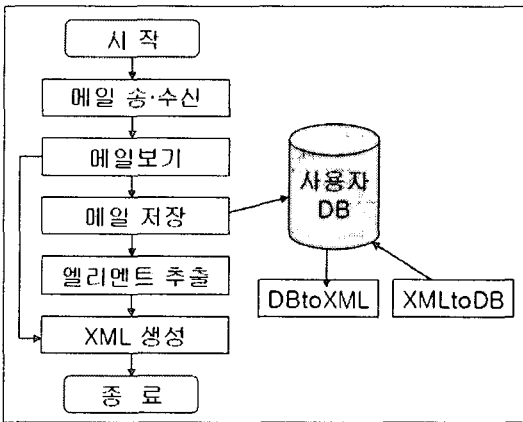 시 작
메일 송·수신
메일보기
메일 저장
엘리멘트 추출
XML 생성
종 료
사용자
DB
DBtoXML
XMLtoDB